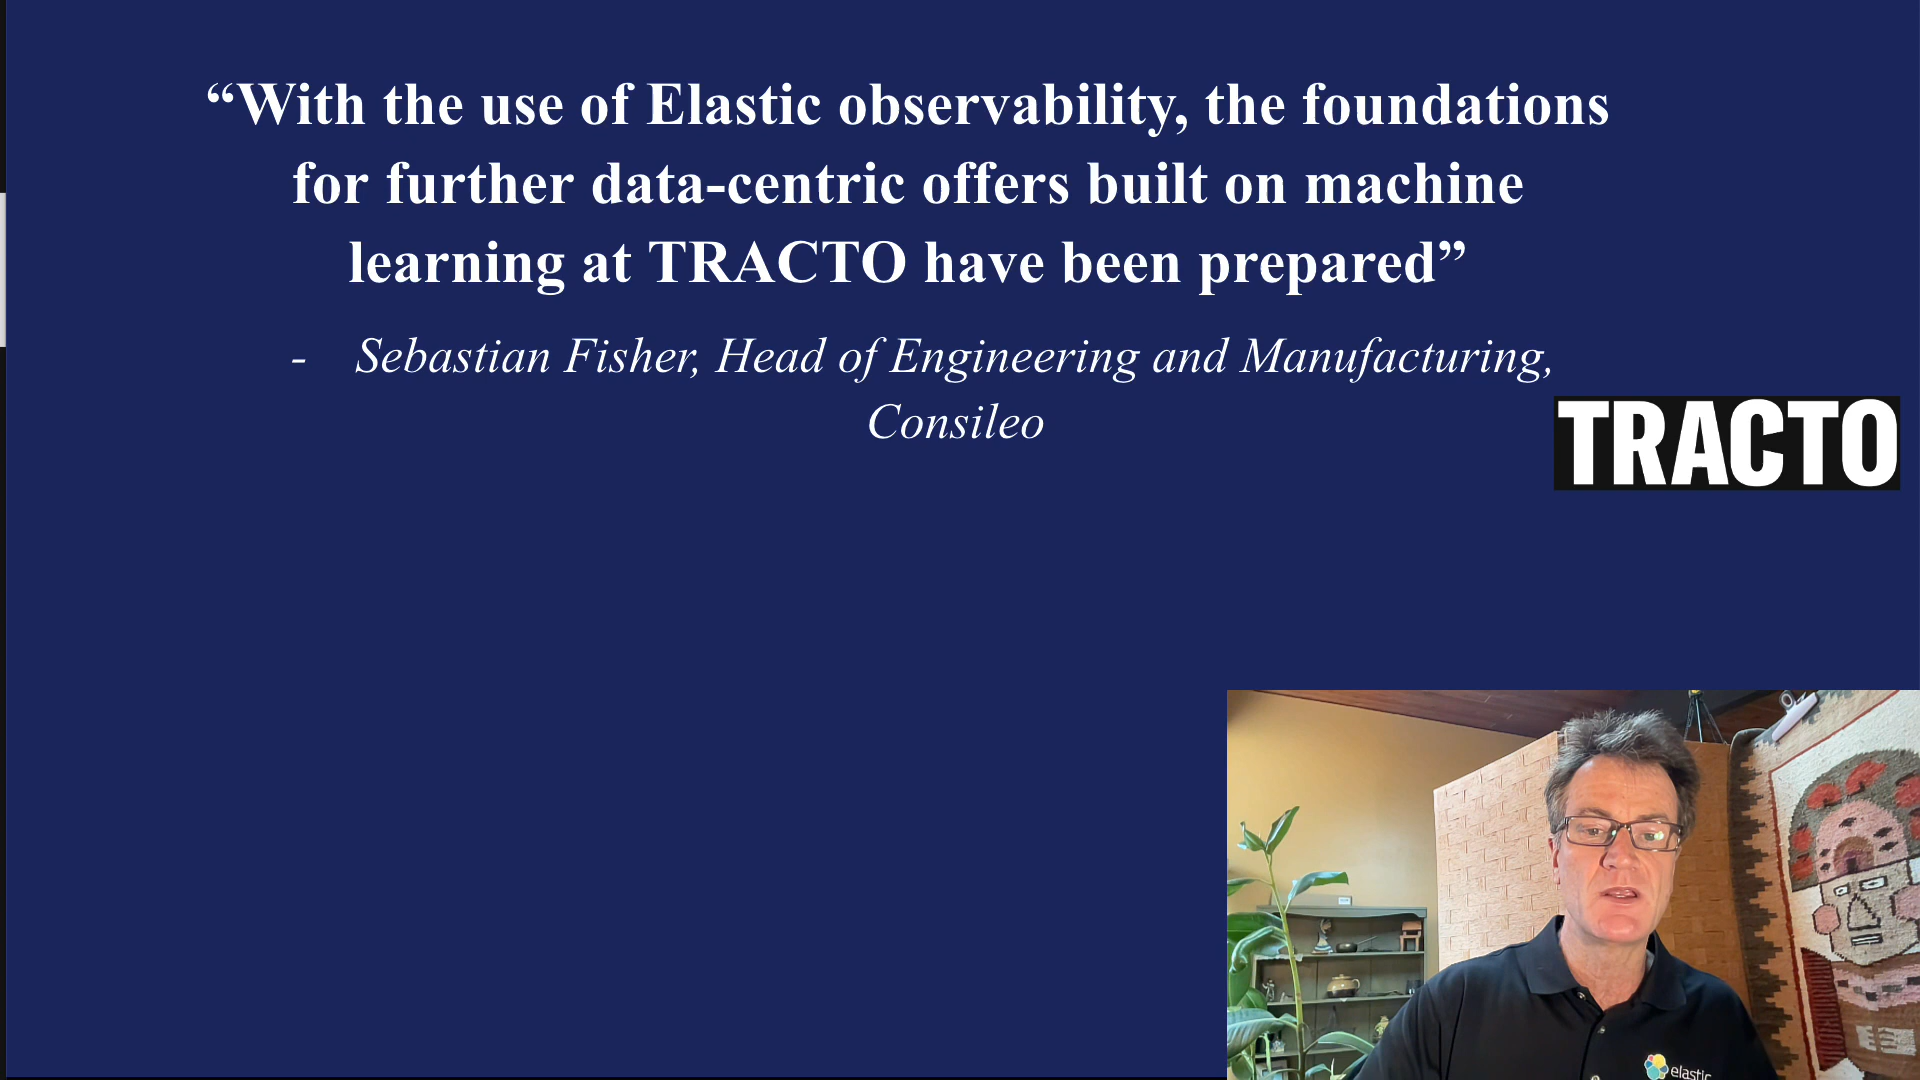 “With the use of Elastic observability, the foundations
for further data-centric offers built on machine
learning at TRACTO have been prepared”
- Sebastian Fisher, Head of Engineering and Manufacturing,
Consileo
TRACTO
elastic